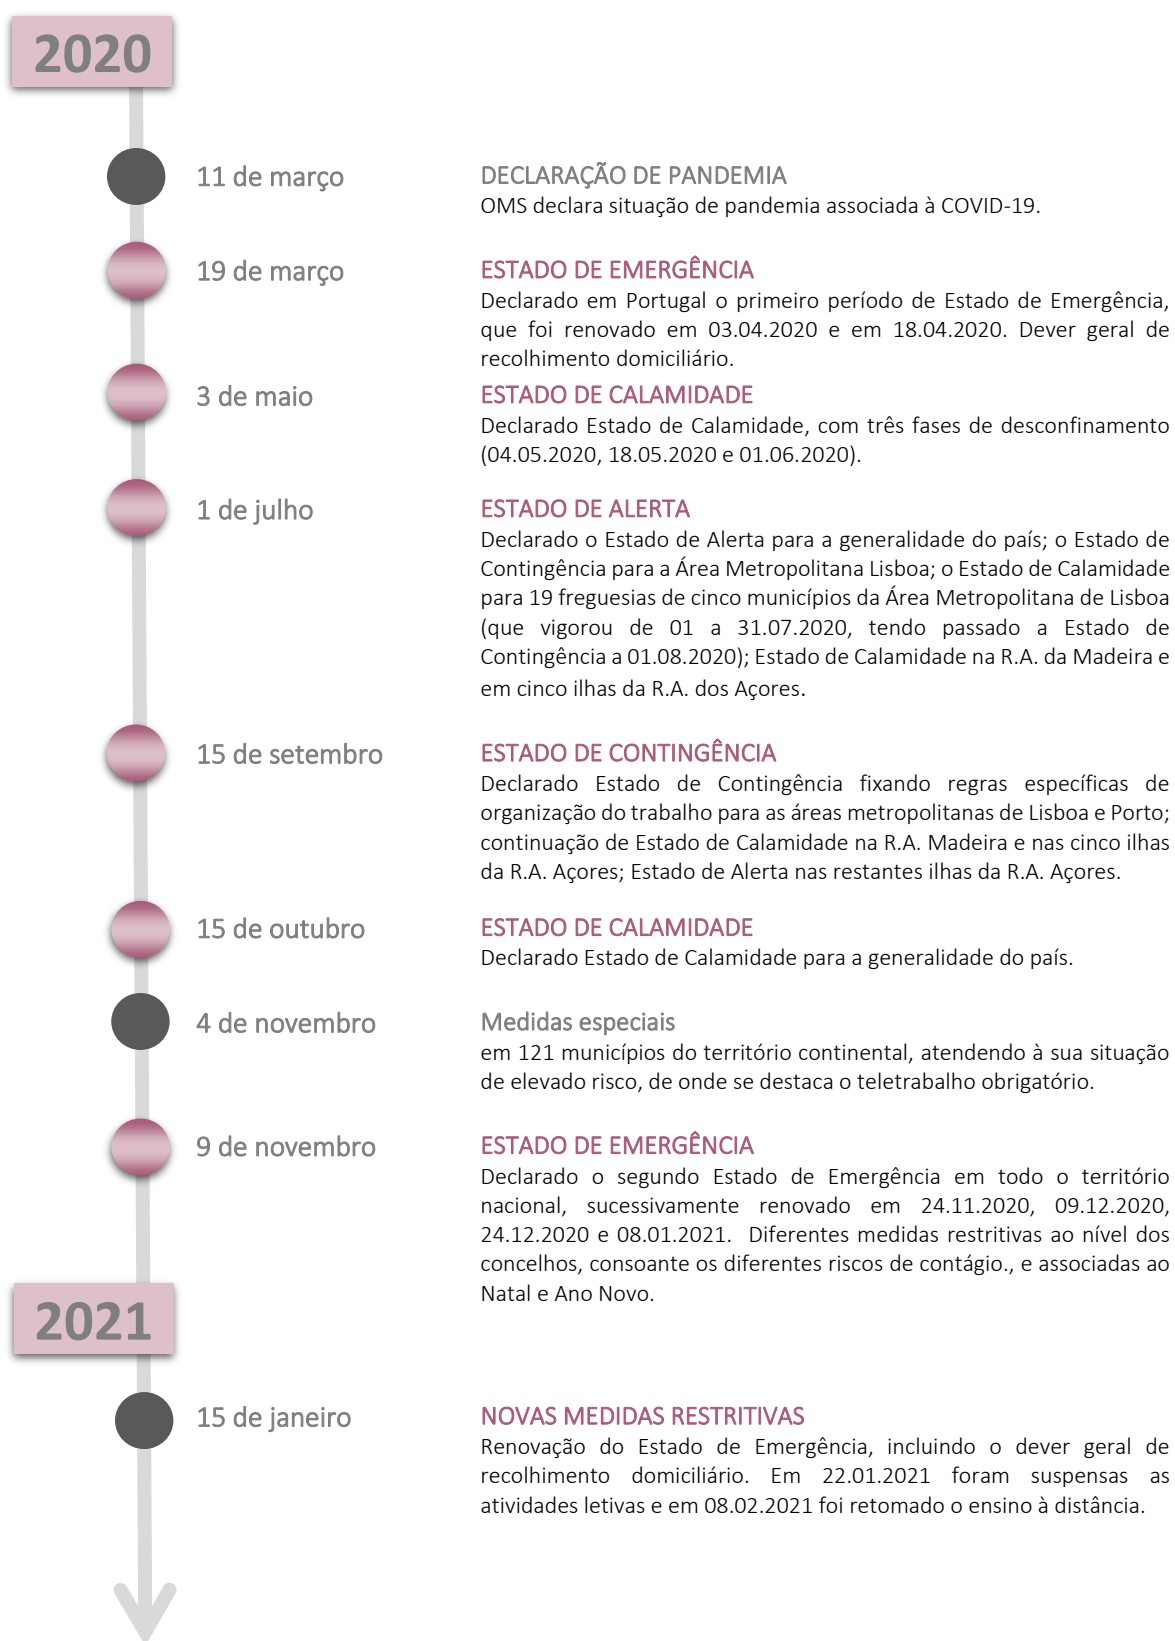 2020
11 de março
DECLARAÇÃO DE PANDEMIA
OMS declara situação de pandemia associada à COVID-19.
19 de março
ESTADO DE EMERGÊNCIA
Declarado em Portugal o primeiro período de Estado de Emergência,
que foi renovado em 03.04.2020 e em 18.04.2020. Dever geral de
recolhimento domiciliário.
3 de maio
ESTADO DE CALAMIDADE
Declarado Estado de Calamidade, com três fases de desconfinamento
(04.05.2020, 18.05.2020 e 01.06.2020).
1 de julho
ESTADO DE ALERTA
Declarado o Estado de Alerta para a generalidade do país; o Estado de
Contingência para a Área Metropolitana Lisboa; o Estado de Calamidade
para 19 freguesias de cinco municípios da Área Metropolitana de Lisboa
(que vigorou de 01 a 31.07.2020, tendo passado a Estado de
Contingência a 01.08.2020); Estado de Calamidade na R.A. da Madeira e
em cinco ilhas da R.A. dos Açores.
15 de setembro
ESTADO DE CONTINGÊNCIA
Declarado Estado de Contingência fixando regras específicas de
organização do trabalho para as áreas metropolitanas de Lisboa e Porto;
continuação de Estado de Calamidade na R.A. Madeira e nas cinco ilhas
da R.A. Açores; Estado de Alerta nas restantes ilhas da R.A. Açores.
15 de outubro
ESTADO DE CALAMIDADE
Declarado Estado de Calamidade para a generalidade do país.
4 de novembro
Medidas especiais
em 121 municípios do território continental, atendendo à sua situação
de elevado risco, de onde se destaca o teletrabalho obrigatório.
9 de novembro
ESTADO DE EMERGÊNCIA
Declarado o segundo Estado de Emergência em todo o território
nacional, sucessivamente renovado em 24.11.2020, 09.12.2020,
24.12.2020 e 08.01.2021. Diferentes medidas restritivas ao nível dos
concelhos, consoante os diferentes riscos de contágio., e associadas ao
Natal e Ano Novo.
2021
15 de janeiro
NOVAS MEDIDAS RESTRITIVAS
Renovação do Estado de Emergência, incluindo o dever geral de
recolhimento domiciliário. Em 22.01.2021 foram suspensas as
atividades letivas e em 08.02.2021 foi retomado o ensino à distância.